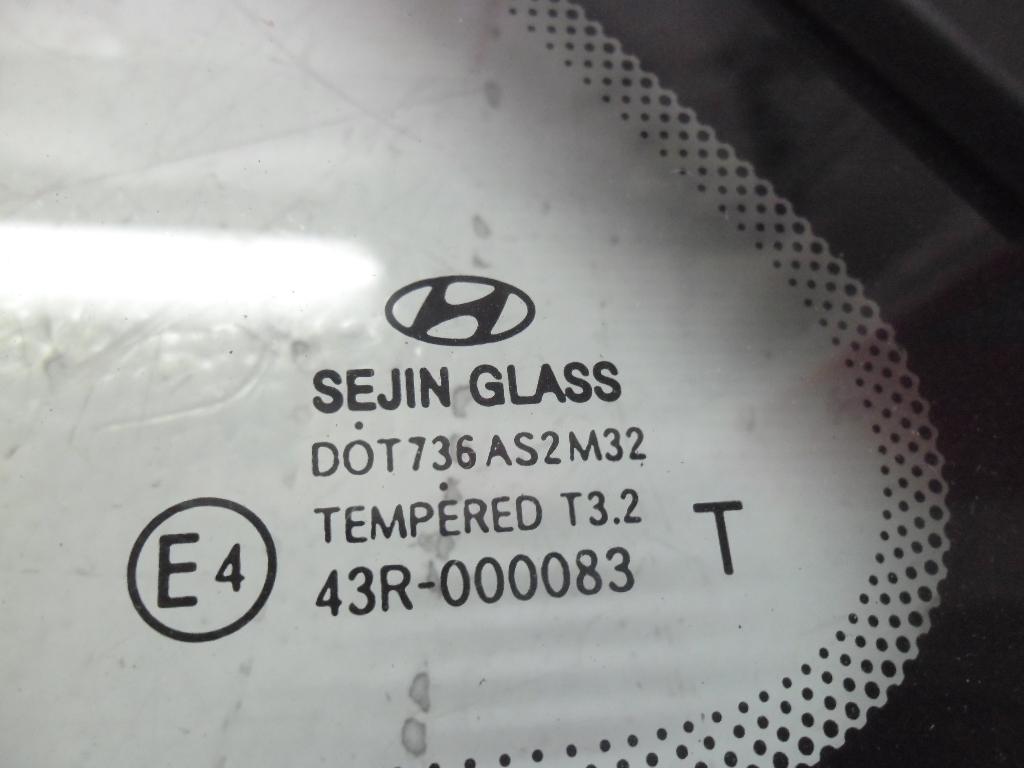 SEJIN GLASS
DOT736 AS2 M32
TEMPERED T3.2
E4
43R-000083
T